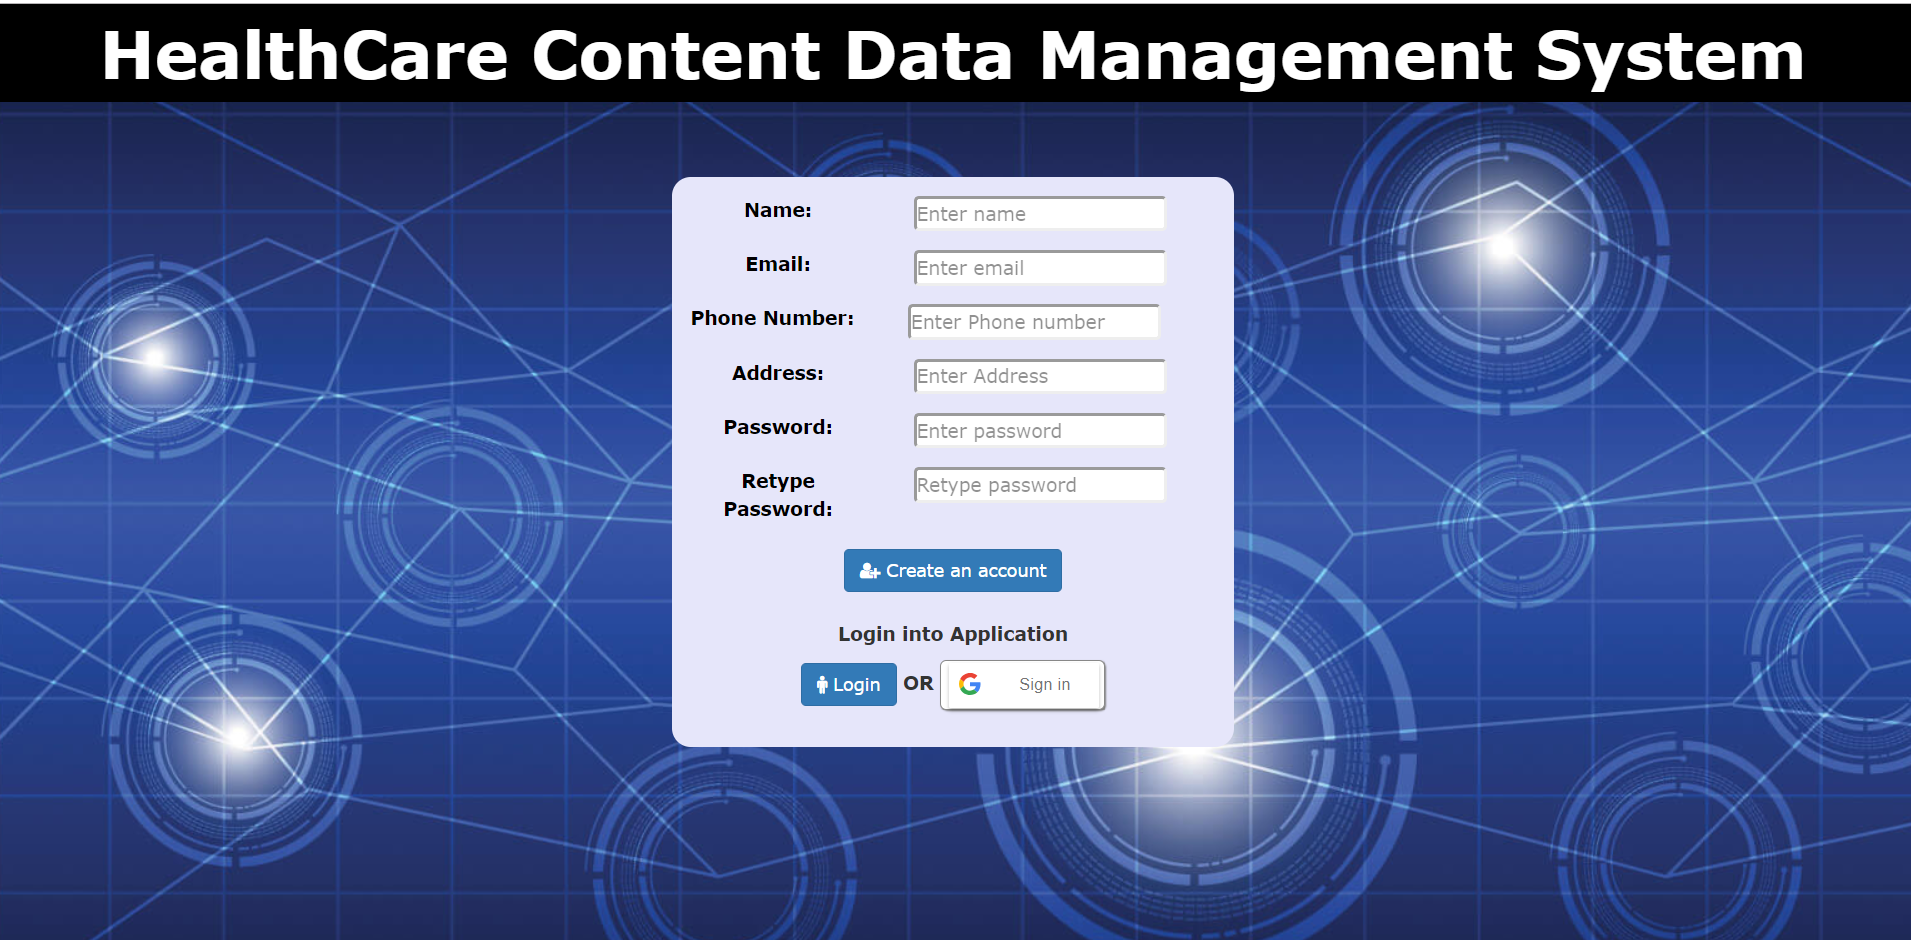 HealthCare Content Data Management System
Name: Enter name
Email: Enter email
Phone Number: Enter Phone number
Address: Enter Address
Password: Enter password
Retype Password: Retype password
Create an account
Login into Application
Login OR Sign in